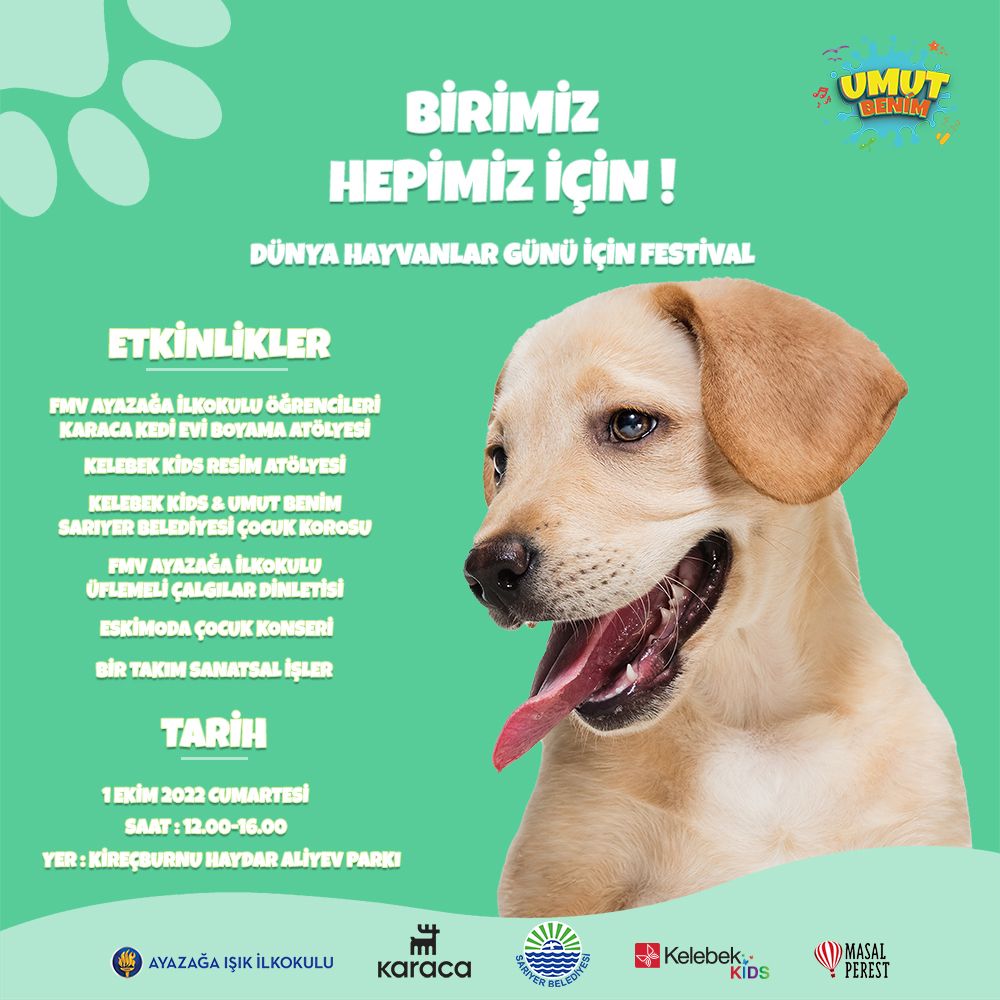 UMUT
BENİM
BİRİMİZ
HEPİMİZ İÇİN !
DÜNYA HAYVANLAR GÜNÜ İÇİN FESTİVAL
ETKİNLİKLER
FMV AYAZAĞA İLKOKULU ÖĞRENCİLERİ
KARACA KEDİ EVİ BOYAMA ATÖLYESİ
KELEBEK KIDS RESİM ATÖLYESİ
KELEBEK KİDS & UMUT BENİM
SARIYER BELEDİYESİ ÇOCUK KOROSU
FMV AYAZAĞA İLKOKULU
ÜFLEMELİ ÇALGILAR DİNLETİSİ
ESKİMODA ÇOCUK KONSERİ
BİR TAKIM SANATSAL İŞLER
TARİH
1 EKİM 2022 CUMARTESİ
SAAT : 12.00-16.00
YER : KİREÇBURNU HAYDAR ALİYEV PARKI
AYAZAĞA IŞIK İLKOKULU
karaca
SARIYER BELEDİYESİ
Kelebek
KIDS
MASAL
PEREST